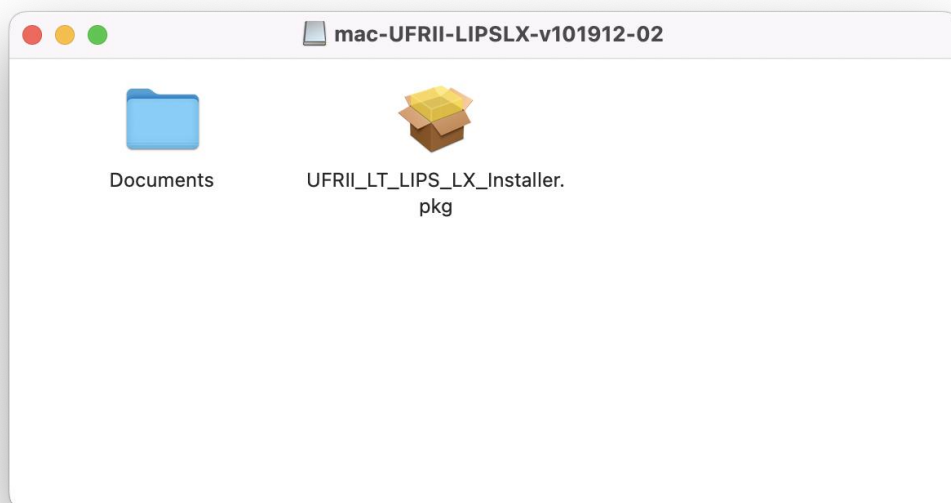 mac-UFRII-LIPSLX-v101912-02
Documents
UFRII_LT_LIPS_LX_Installer.
pkg